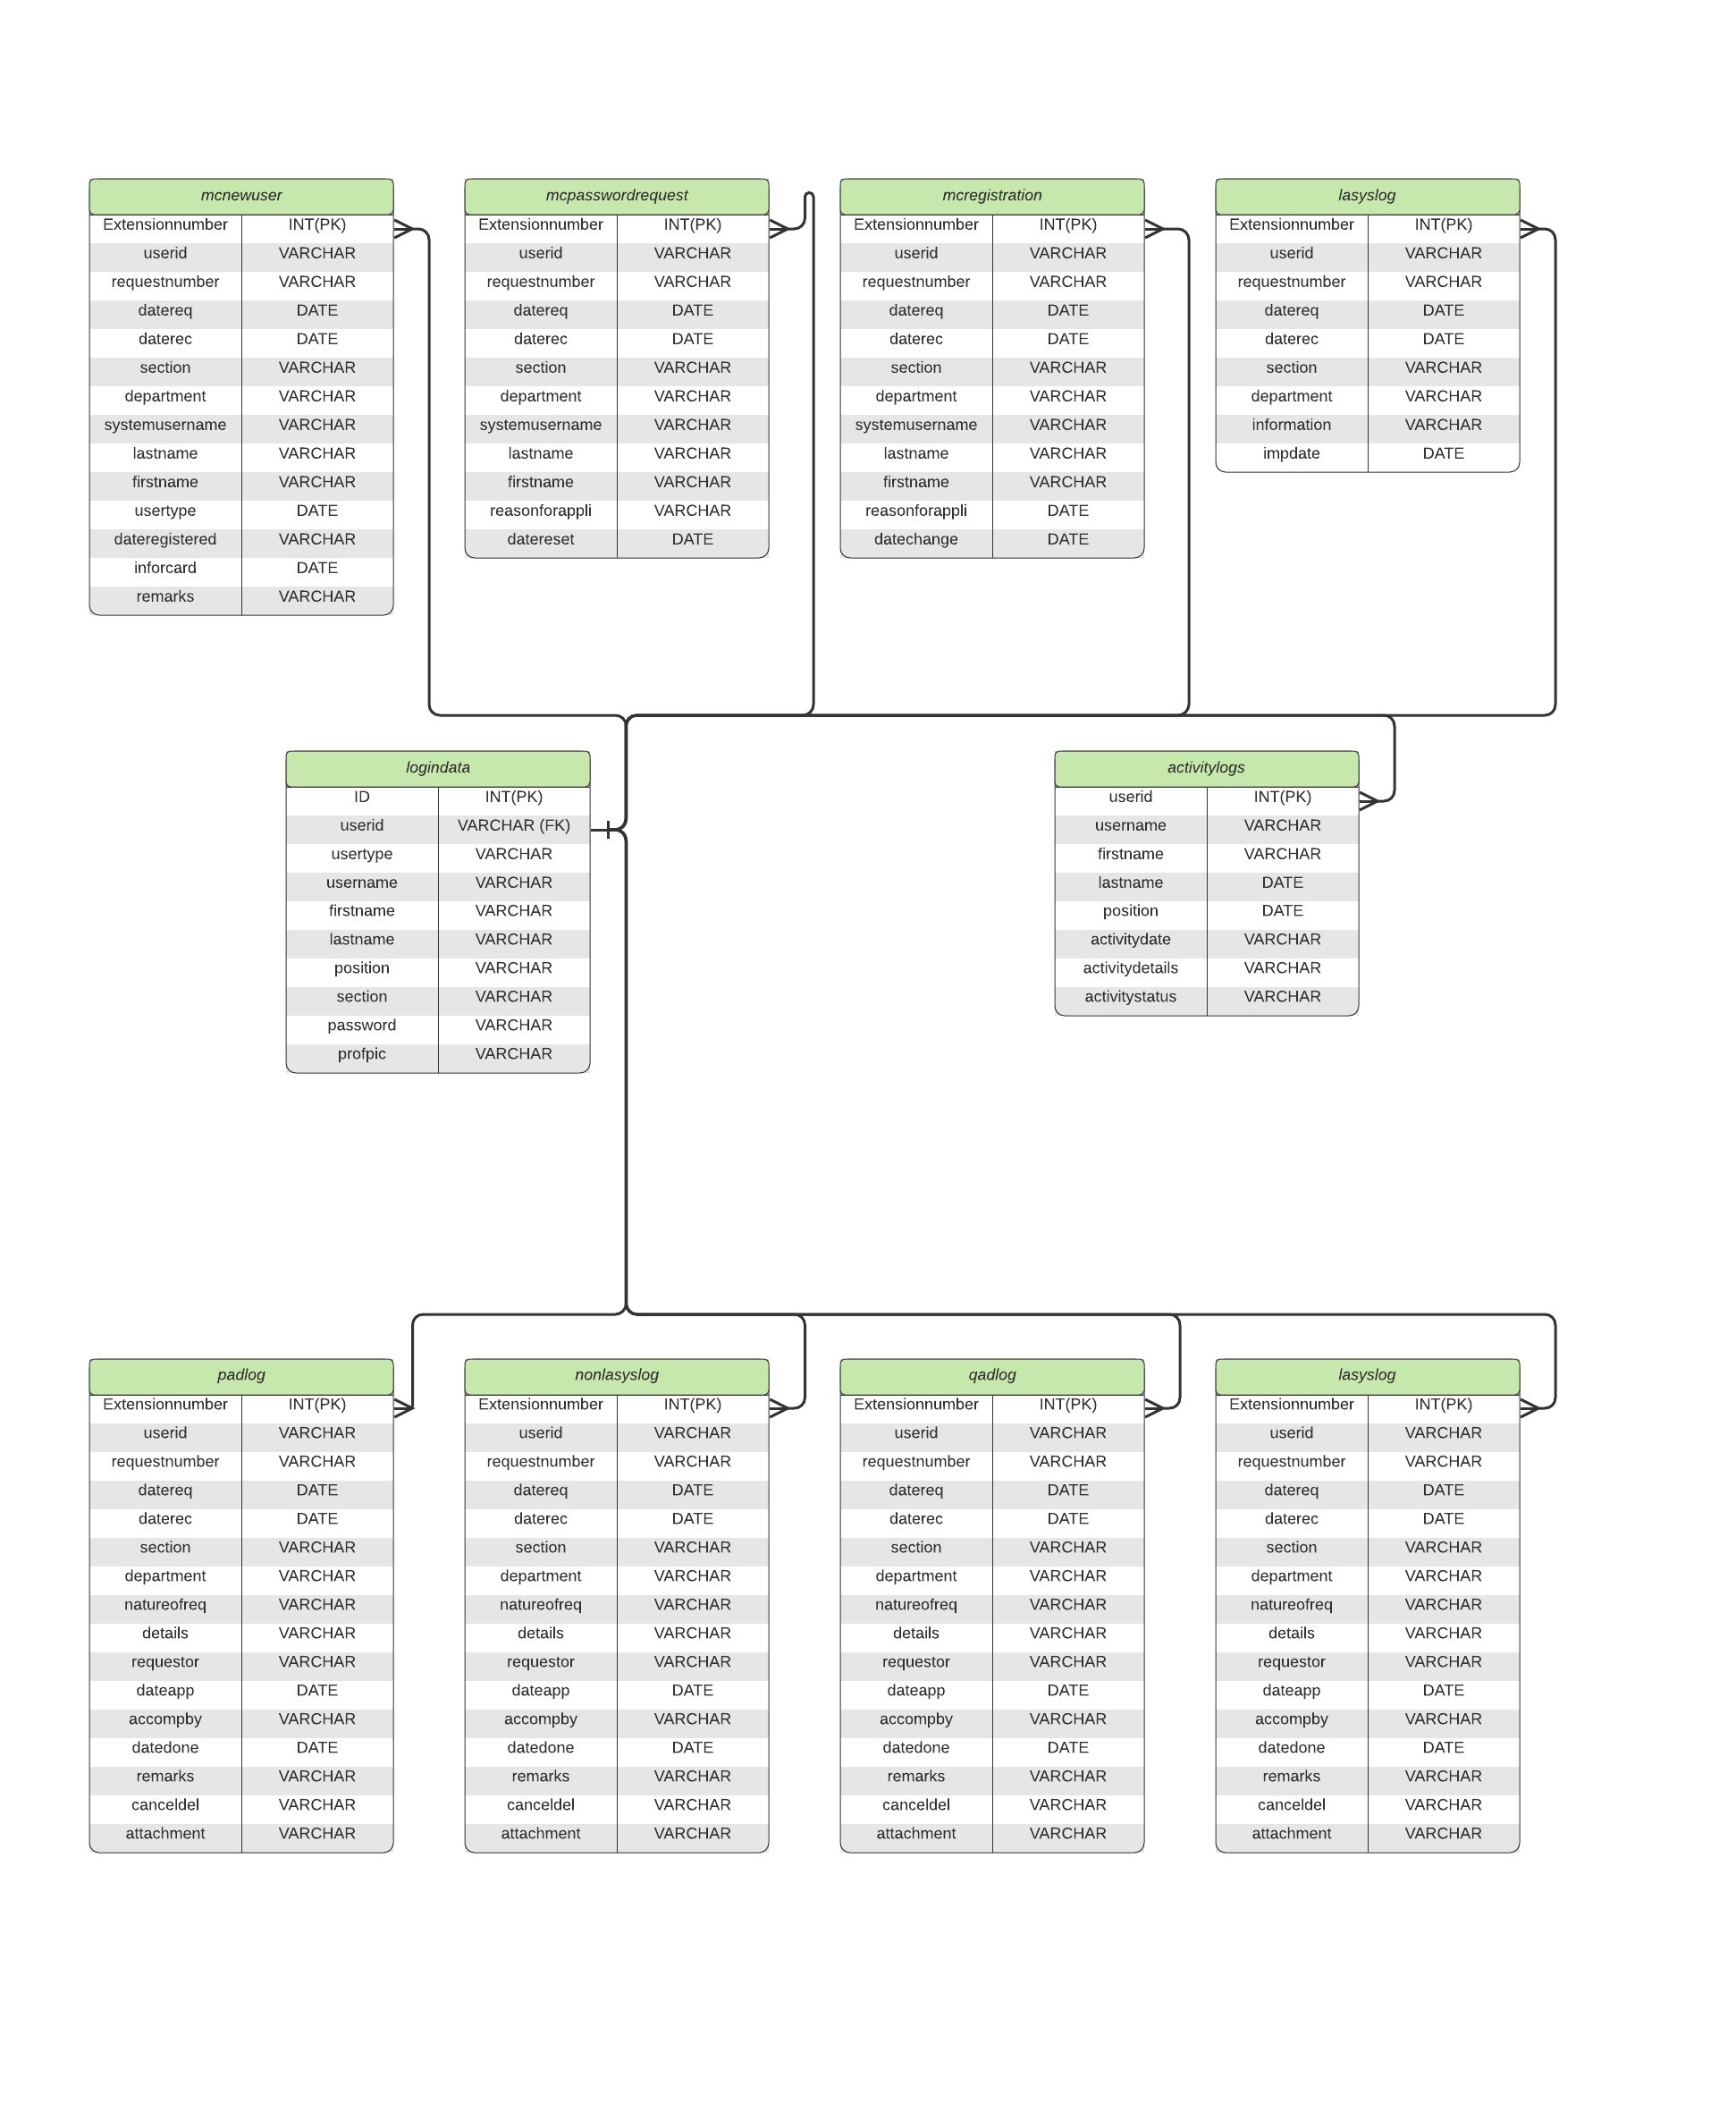 mcnewuser
Extensionnumber INT(PK)
userid VARCHAR
requestnumber VARCHAR
datereq DATE
daterec DATE
section VARCHAR
department VARCHAR
systemusername VARCHAR
lastname VARCHAR
firstname VARCHAR
usertype DATE
dateregistered VARCHAR
inforcard DATE
remarks VARCHAR
mcpasswordrequest
Extensionnumber INT(PK)
userid VARCHAR
requestnumber VARCHAR
datereq DATE
daterec DATE
section VARCHAR
department VARCHAR
systemusername VARCHAR
lastname VARCHAR
firstname VARCHAR
reasonforappli VARCHAR
datereset DATE
mcregistration
Extensionnumber INT(PK)
userid VARCHAR
requestnumber VARCHAR
datereq DATE
daterec DATE
section VARCHAR
department VARCHAR
systemusername VARCHAR
lastname VARCHAR
firstname VARCHAR
reasonforappli DATE
datechange DATE
lasyslog
Extensionnumber INT(PK)
userid VARCHAR
requestnumber VARCHAR
datereq DATE
daterec DATE
section VARCHAR
department VARCHAR
information VARCHAR
impdate DATE
logindata
ID INT(PK)
userid VARCHAR (FK)
usertype VARCHAR
username VARCHAR
firstname VARCHAR
lastname VARCHAR
position VARCHAR
section VARCHAR
password VARCHAR
profpic VARCHAR
activitylogs
userid INT(PK)
username VARCHAR
firstname VARCHAR
lastname DATE
position DATE
activitydate VARCHAR
activitydetails VARCHAR
activitystatus VARCHAR
padlog
Extensionnumber INT(PK)
userid VARCHAR
requestnumber VARCHAR
datereq DATE
daterec DATE
section VARCHAR
department VARCHAR
natureofreq VARCHAR
details VARCHAR
requestor VARCHAR
dateapp DATE
accompby VARCHAR
datedone DATE
remarks VARCHAR
canceldel VARCHAR
attachment VARCHAR
nonlasyslog
Extensionnumber INT(PK)
userid VARCHAR
requestnumber VARCHAR
datereq DATE
daterec DATE
section VARCHAR
department VARCHAR
natureofreq VARCHAR
details VARCHAR
requestor VARCHAR
dateapp DATE
accompby VARCHAR
datedone DATE
remarks VARCHAR
canceldel VARCHAR
attachment VARCHAR
qadlog
Extensionnumber INT(PK)
userid VARCHAR
requestnumber VARCHAR
datereq DATE
daterec DATE
section VARCHAR
department VARCHAR
natureofreq VARCHAR
details VARCHAR
requestor VARCHAR
dateapp DATE
accompby VARCHAR
datedone DATE
remarks VARCHAR
canceldel VARCHAR
attachment VARCHAR
lasyslog
Extensionnumber INT(PK)
userid VARCHAR
requestnumber VARCHAR
datereq DATE
daterec DATE
section VARCHAR
department VARCHAR
natureofreq VARCHAR
details VARCHAR
requestor VARCHAR
dateapp DATE
accompby VARCHAR
datedone DATE
remarks VARCHAR
canceldel VARCHAR
attachment VARCHAR